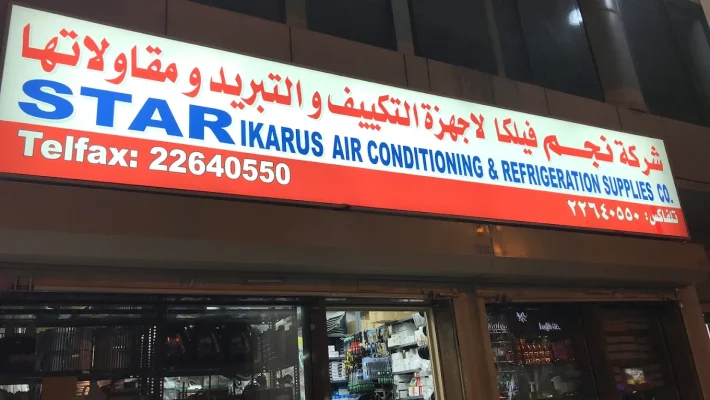 شركة نجم فيلكا لاجهزة التكييف و التبريد و مقاولاتها
STAR IKARUS AIR CONDITIONING & REFRIGERATION SUPPLIES CO.
Telfax: 22640550
تلفاكس: ٢٢٦٤٠٥٥٠